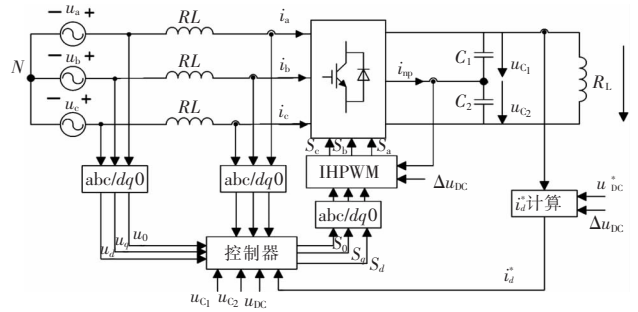 − u_a +
RL
i_a
N
− u_b +
RL
i_b
i_np
C_1
u_C1
R_L
− u_c +
RL
i_c
C_2
u_C2
S_c
S_b
S_a
abc/dq0
abc/dq0
IHPWM
Δu_DC
u*_DC
abc/dq0
i_d^*计算
Δu_DC
u_d
u_q
u_0
控制器
S_0
S_q
S_d
i_d^*
u_C1
u_C2
u_DC